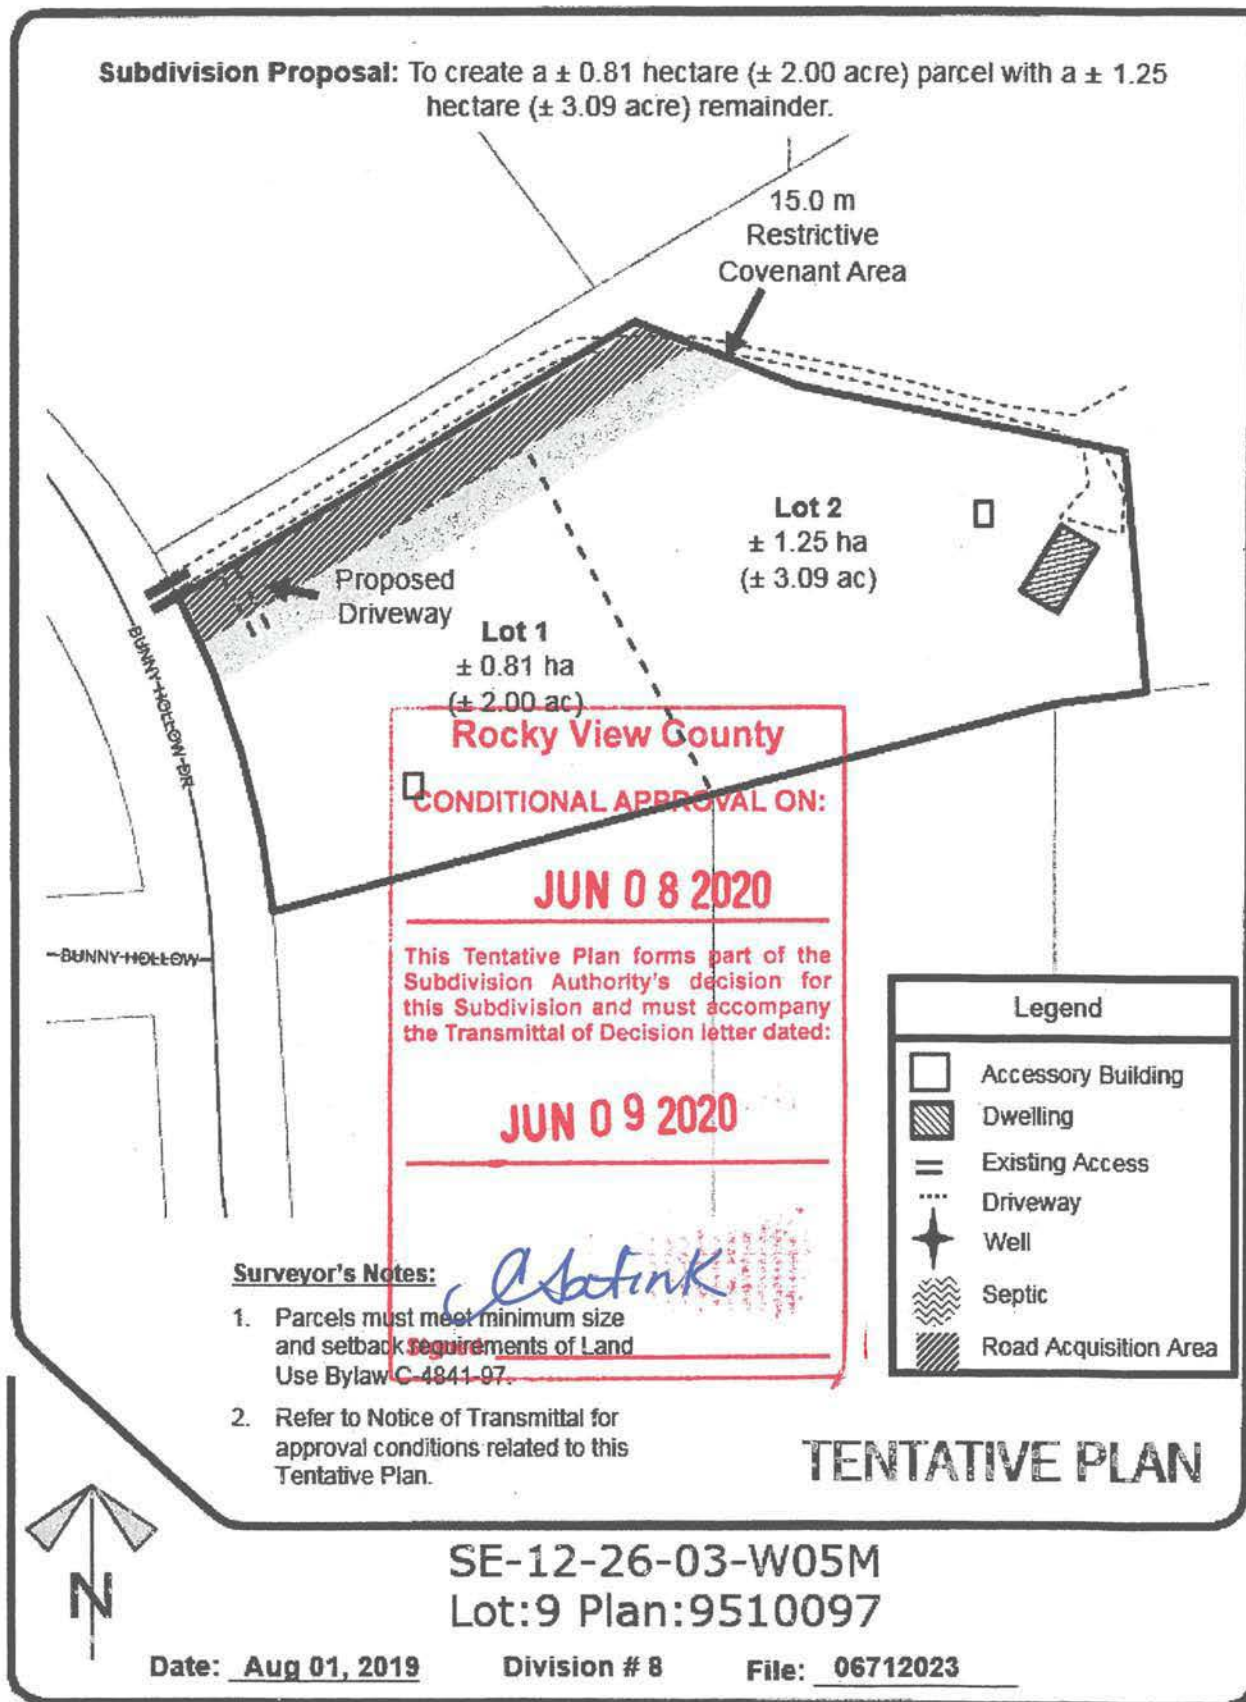 Subdivision Proposal: To create a ± 0.81 hectare (± 2.00 acre) parcel with a ± 1.25
hectare (± 3.09 acre) remainder.
15.0 m
Restrictive
Covenant Area
Lot 2
± 1.25 ha
(± 3.09 ac)
Proposed
Driveway
Lot 1
± 0.81 ha
(± 2.00 ac)
BUNNY HOLLOW DR
BUNNY HOLLOW
Rocky View County
CONDITIONAL APPROVAL ON:
JUN 08 2020
This Tentative Plan forms part of the
Subdivision Authority's decision for
this Subdivision and must accompany
the Transmittal of Decision letter dated:
JUN 09 2020
Signed:
Legend
Accessory Building
Dwelling
Existing Access
Driveway
Well
Septic
Road Acquisition Area
Surveyor's Notes:
1. Parcels must meet minimum size
and setback requirements of Land
Use Bylaw C-4841-97.
2. Refer to Notice of Transmittal for
approval conditions related to this
Tentative Plan.
TENTATIVE PLAN
N
SE-12-26-03-W05M
Lot:9 Plan:9510097
Date: Aug 01, 2019 Division # 8 File: 06712023